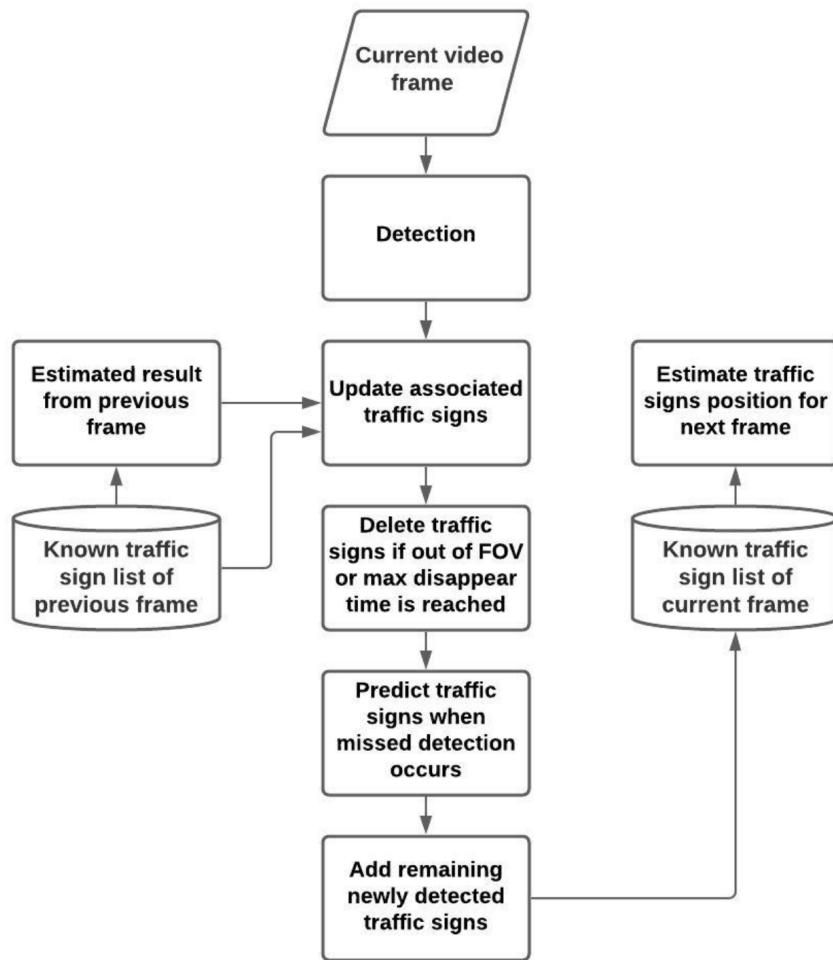 Current video
frame
Detection
Estimated result
from previous
frame
Update associated
traffic signs
Estimate traffic
signs position for
next frame
Known traffic
sign list of
previous frame
Delete traffic
signs if out of FOV
or max disappear
time is reached
Known traffic
sign list of
current frame
Predict traffic
signs when
missed detection
occurs
Add remaining
newly detected
traffic signs